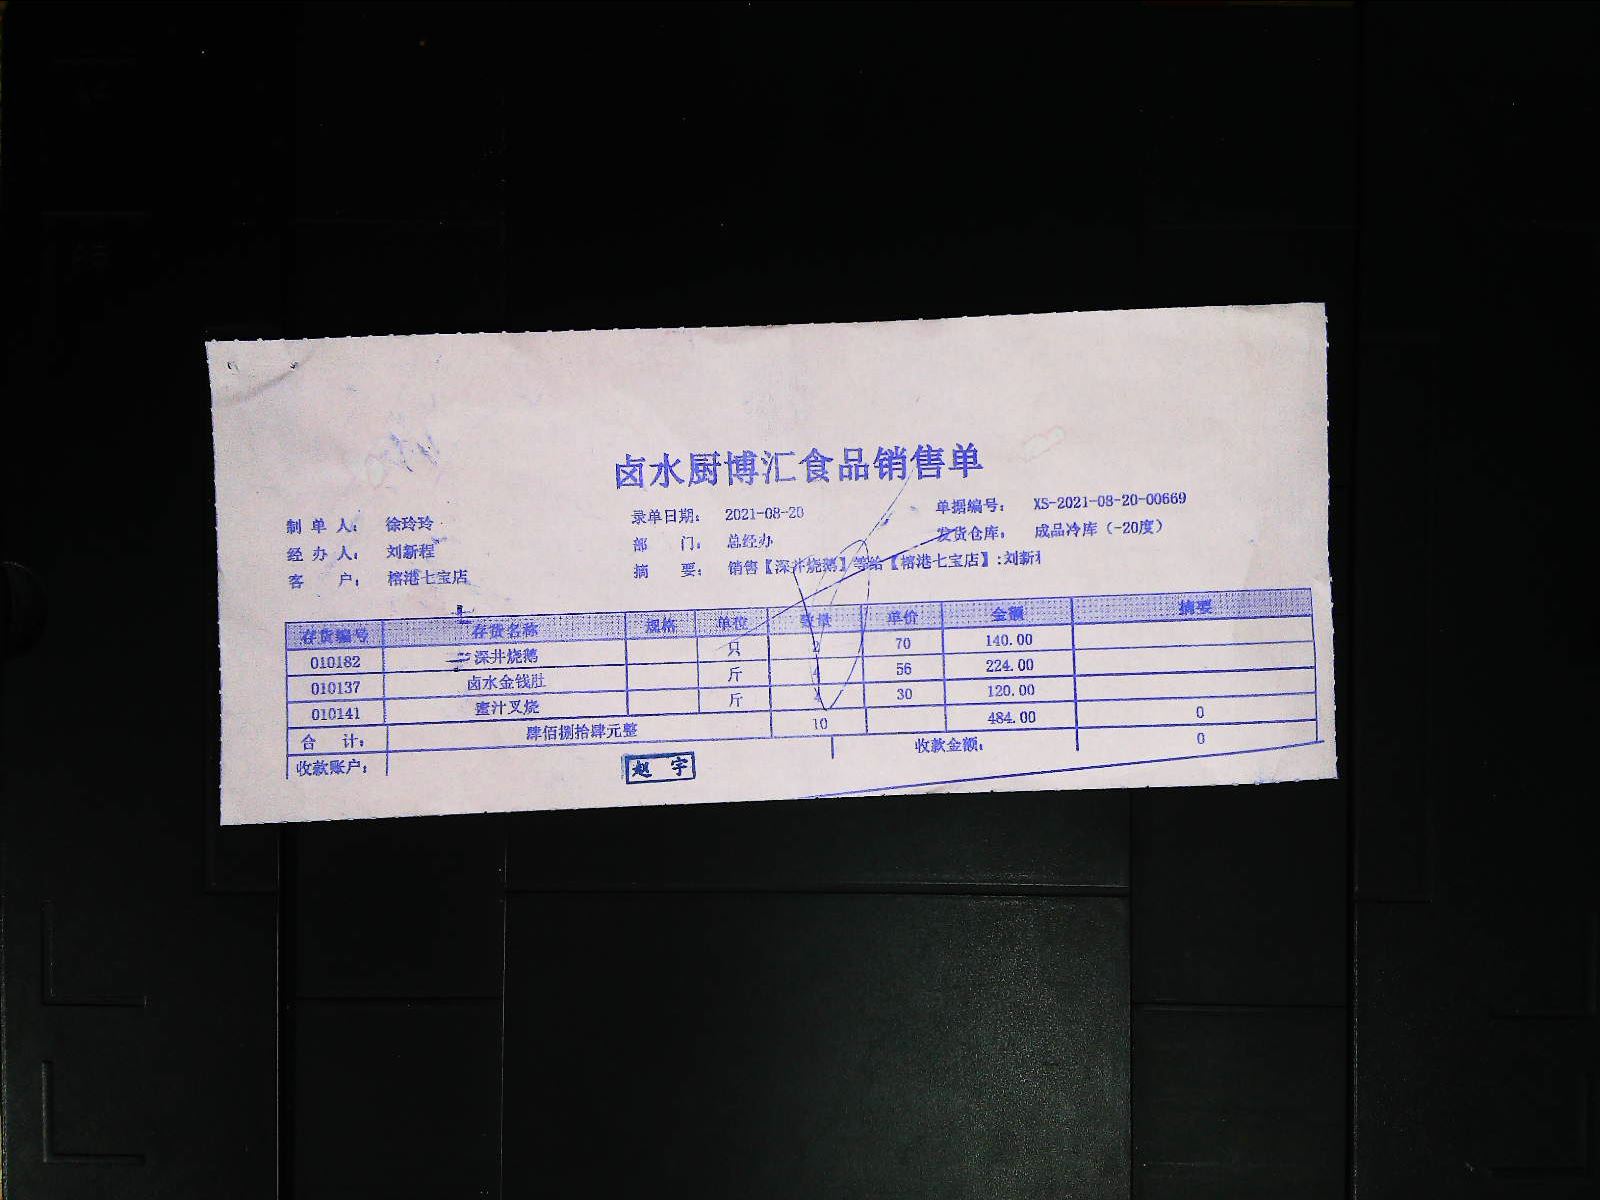 卤水厨博汇食品销售单
制单人： 徐玲玲 录单日期： 2021-08-20 单据编号： XS-2021-08-20-00669
经办人： 刘新程 部 门： 总经办 发货仓库： 成品冷库（-20度）
客 户： 榕港七宝店 摘 要： 销售【深井烧鹅】等给【榕港七宝店】:刘新
存货编号 存货名称 规格 单位 数量 单价 金额 摘要
010182 深井烧鹅 只 2 70 140.00
010137 卤水金钱肚 斤 4 56 224.00
010141 蜜汁叉烧 斤 4 30 120.00
合 计： 肆佰捌拾肆元整 10 484.00 0
收款账户： 收款金额： 0
赵 宇